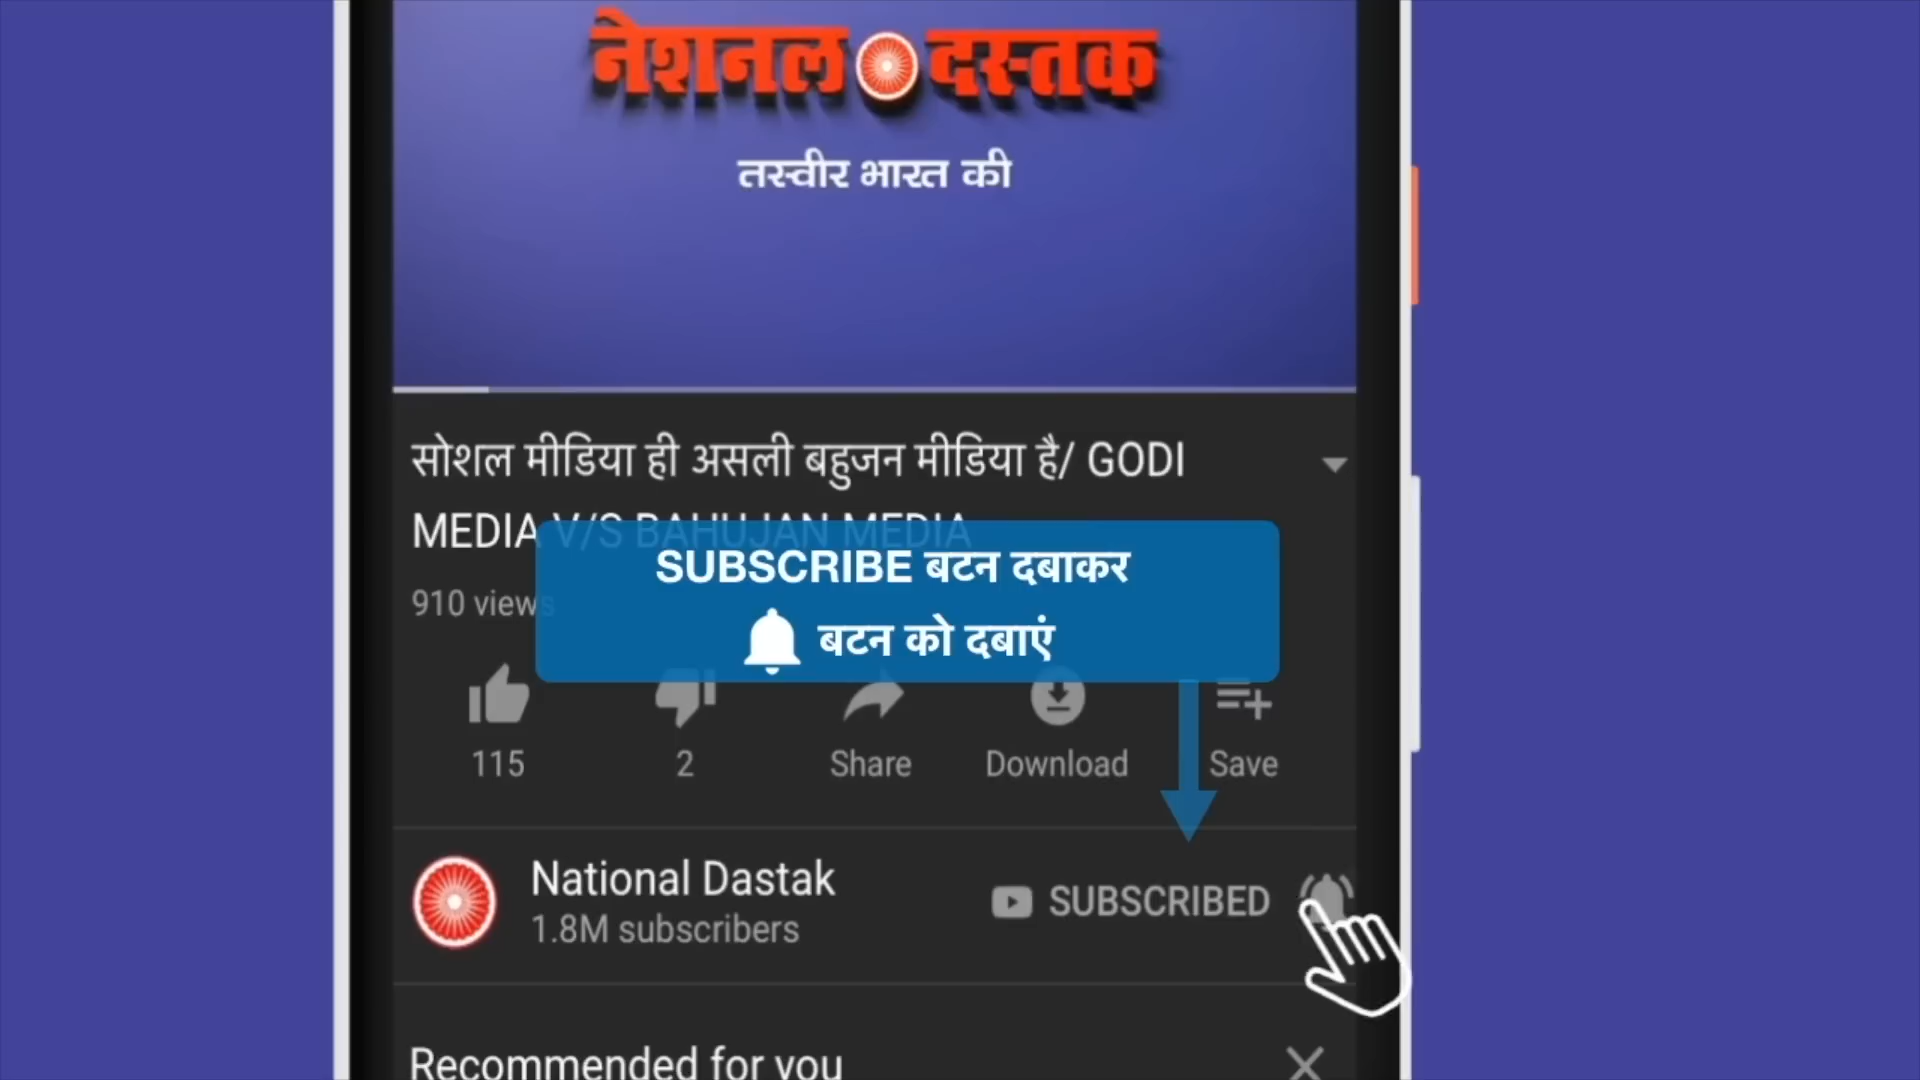 नेशनल दस्तक
तस्वीर भारत की
सोशल मीडिया ही असली बहुजन मीडिया है/ GODI
MEDIA V/S BAHUJAN MEDIA
SUBSCRIBE बटन दबाकर
बटन को दबाएं
910 views
115
2
Share
Download
Save
National Dastak
1.8M subscribers
SUBSCRIBED
Recommended for you